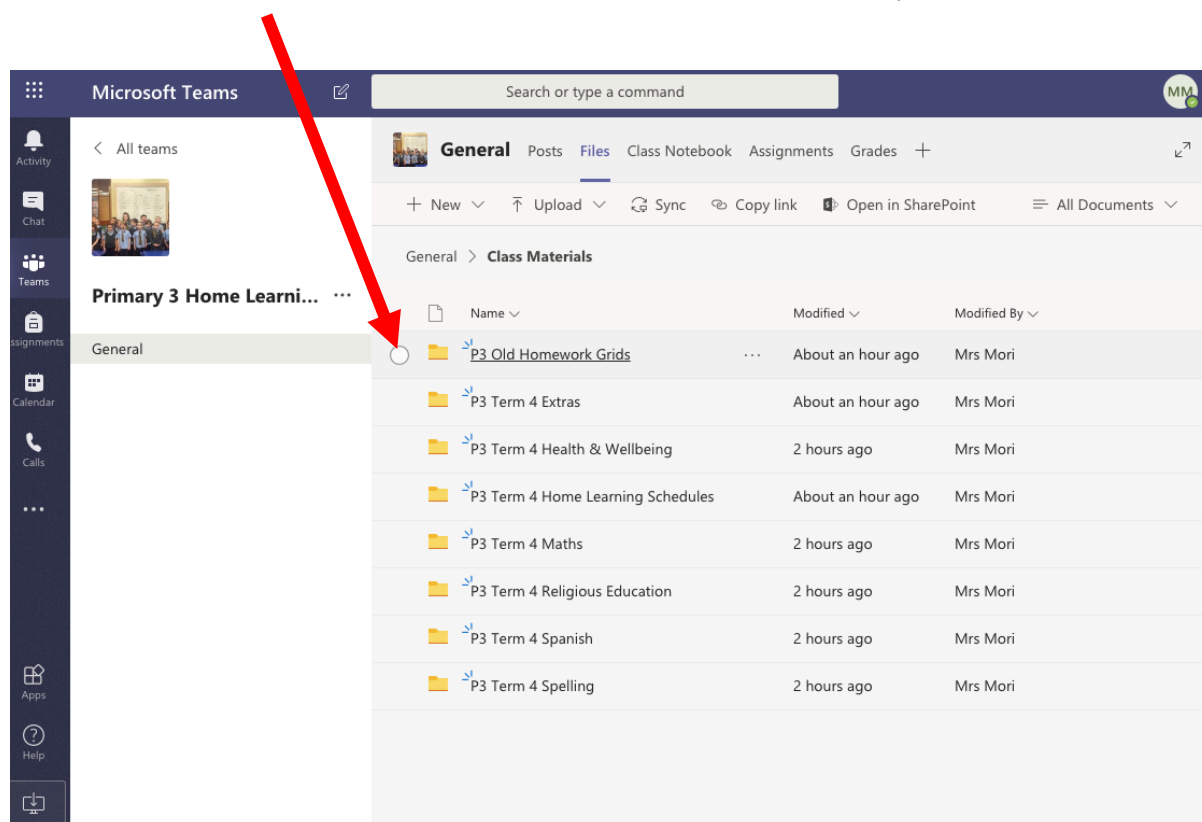 Microsoft Teams
Search or type a command
MM
Activity
Chat
Teams
ssignments
Calendar
Calls
Apps
Help
All teams
Primary 3 Home Learni... ...
General
General Posts Files Class Notebook Assignments Grades +
+ New Upload Sync Copy link Open in SharePoint All Documents
General > Class Materials
Name Modified Modified By
P3 Old Homework Grids ... About an hour ago Mrs Mori
P3 Term 4 Extras About an hour ago Mrs Mori
P3 Term 4 Health & Wellbeing 2 hours ago Mrs Mori
P3 Term 4 Home Learning Schedules About an hour ago Mrs Mori
P3 Term 4 Maths 2 hours ago Mrs Mori
P3 Term 4 Religious Education 2 hours ago Mrs Mori
P3 Term 4 Spanish 2 hours ago Mrs Mori
P3 Term 4 Spelling 2 hours ago Mrs Mori